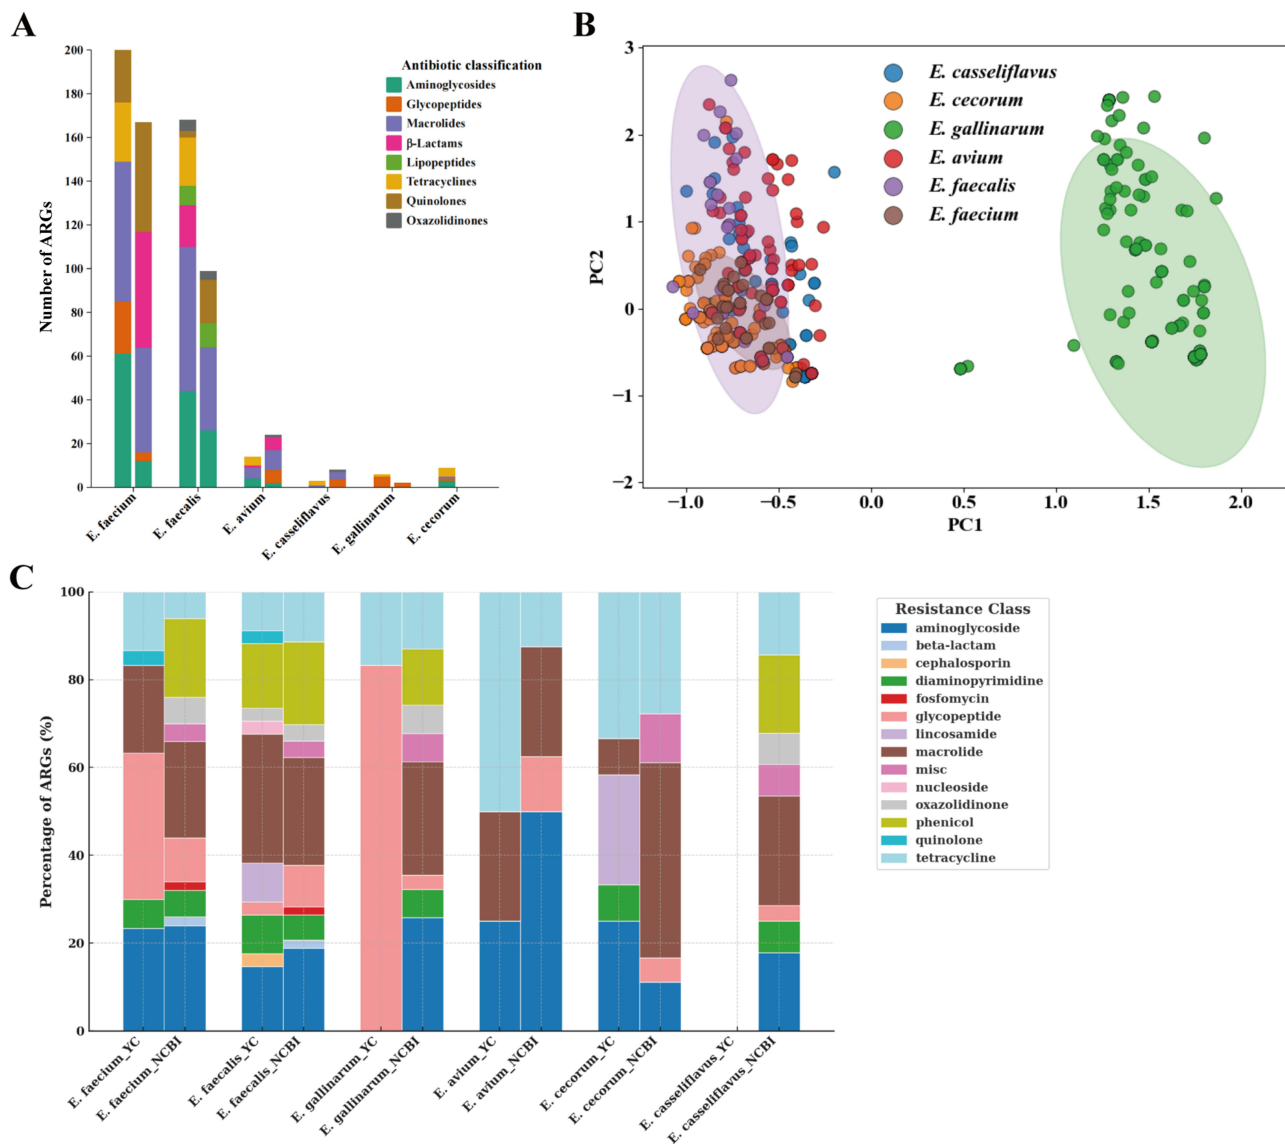 A
Number of ARGs
200
180
160
140
120
100
80
60
40
20
0
E. faecium
E. faecalis
E. avium
E. casseliflavus
E. gallinarum
E. cecorum
Antibiotic classification
Aminoglycosides
Glycopeptides
Macrolides
β-Lactams
Lipopeptides
Tetracyclines
Quinolones
Oxazolidinones
B
PC2
3
2
1
0
−1
−2
−1.0
−0.5
0.0
0.5
1.0
1.5
2.0
PC1
E. casseliflavus
E. cecorum
E. gallinarum
E. avium
E. faecalis
E. faecium
C
Percentage of ARGs (%)
100
80
60
40
20
0
E. faecium_YC
E. faecium_NCBI
E. faecalis_YC
E. faecalis_NCBI
E. gallinarum_YC
E. gallinarum_NCBI
E. avium_YC
E. avium_NCBI
E. cecorum_YC
E. cecorum_NCBI
E. casseliflavus_YC
E. casseliflavus_NCBI
Resistance Class
aminoglycoside
beta-lactam
cephalosporin
diaminopyrimidine
fosfomycin
glycopeptide
lincosamide
macrolide
misc
nucleoside
oxazolidinone
phenicol
quinolone
tetracycline